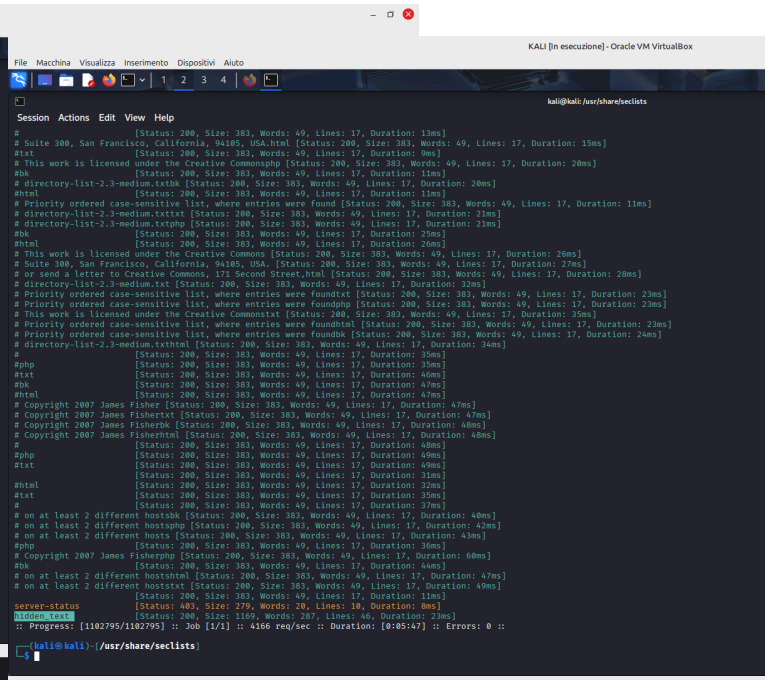 KALI [In esecuzione] - Oracle VM VirtualBox
File Macchina Visualizza Inserimento Dispositivi Aiuto
1 2 3 4
kali@kali: /usr/share/seclists
Session Actions Edit View Help
# [Status: 200, Size: 383, Words: 49, Lines: 17, Duration: 13ms]
# Suite 300, San Francisco, California, 94105, USA.html [Status: 200, Size: 383, Words: 49, Lines: 17, Duration: 15ms]
#txt [Status: 200, Size: 383, Words: 49, Lines: 17, Duration: 9ms]
# This work is licensed under the Creative Commonsphp [Status: 200, Size: 383, Words: 49, Lines: 17, Duration: 20ms]
#bk [Status: 200, Size: 383, Words: 49, Lines: 17, Duration: 11ms]
# directory-list-2.3-medium.txtbk [Status: 200, Size: 383, Words: 49, Lines: 17, Duration: 20ms]
#html [Status: 200, Size: 383, Words: 49, Lines: 17, Duration: 11ms]
# Priority ordered case-sensitive list, where entries were found [Status: 200, Size: 383, Words: 49, Lines: 17, Duration: 11ms]
# directory-list-2.3-medium.txttxt [Status: 200, Size: 383, Words: 49, Lines: 17, Duration: 21ms]
# directory-list-2.3-medium.txtphp [Status: 200, Size: 383, Words: 49, Lines: 17, Duration: 21ms]
#bk [Status: 200, Size: 383, Words: 49, Lines: 17, Duration: 25ms]
#html [Status: 200, Size: 383, Words: 49, Lines: 17, Duration: 26ms]
# This work is licensed under the Creative Commons [Status: 200, Size: 383, Words: 49, Lines: 17, Duration: 26ms]
# Suite 300, San Francisco, California, 94105, USA. [Status: 200, Size: 383, Words: 49, Lines: 17, Duration: 27ms]
# or send a letter to Creative Commons, 171 Second Street,html [Status: 200, Size: 383, Words: 49, Lines: 17, Duration: 28ms]
# directory-list-2.3-medium.txt [Status: 200, Size: 383, Words: 49, Lines: 17, Duration: 32ms]
# Priority ordered case-sensitive list, where entries were foundtxt [Status: 200, Size: 383, Words: 49, Lines: 17, Duration: 23ms]
# Priority ordered case-sensitive list, where entries were foundphp [Status: 200, Size: 383, Words: 49, Lines: 17, Duration: 23ms]
# This work is licensed under the Creative Commonstxt [Status: 200, Size: 383, Words: 49, Lines: 17, Duration: 35ms]
# Priority ordered case-sensitive list, where entries were foundhtml [Status: 200, Size: 383, Words: 49, Lines: 17, Duration: 23ms]
# Priority ordered case-sensitive list, where entries were foundbk [Status: 200, Size: 383, Words: 49, Lines: 17, Duration: 24ms]
# directory-list-2.3-medium.txthtml [Status: 200, Size: 383, Words: 49, Lines: 17, Duration: 34ms]
# [Status: 200, Size: 383, Words: 49, Lines: 17, Duration: 35ms]
#php [Status: 200, Size: 383, Words: 49, Lines: 17, Duration: 35ms]
#txt [Status: 200, Size: 383, Words: 49, Lines: 17, Duration: 46ms]
#bk [Status: 200, Size: 383, Words: 49, Lines: 17, Duration: 47ms]
#html [Status: 200, Size: 383, Words: 49, Lines: 17, Duration: 47ms]
# Copyright 2007 James Fisher [Status: 200, Size: 383, Words: 49, Lines: 17, Duration: 47ms]
# Copyright 2007 James Fishertxt [Status: 200, Size: 383, Words: 49, Lines: 17, Duration: 47ms]
# Copyright 2007 James Fisherbk [Status: 200, Size: 383, Words: 49, Lines: 17, Duration: 48ms]
# Copyright 2007 James Fisherhtml [Status: 200, Size: 383, Words: 49, Lines: 17, Duration: 48ms]
# [Status: 200, Size: 383, Words: 49, Lines: 17, Duration: 48ms]
#php [Status: 200, Size: 383, Words: 49, Lines: 17, Duration: 49ms]
#txt [Status: 200, Size: 383, Words: 49, Lines: 17, Duration: 49ms]
[Status: 200, Size: 383, Words: 49, Lines: 17, Duration: 31ms]
#html [Status: 200, Size: 383, Words: 49, Lines: 17, Duration: 32ms]
#txt [Status: 200, Size: 383, Words: 49, Lines: 17, Duration: 35ms]
# [Status: 200, Size: 383, Words: 49, Lines: 17, Duration: 37ms]
# on at least 2 different hostsbk [Status: 200, Size: 383, Words: 49, Lines: 17, Duration: 40ms]
# on at least 2 different hostsphp [Status: 200, Size: 383, Words: 49, Lines: 17, Duration: 42ms]
# on at least 2 different hosts [Status: 200, Size: 383, Words: 49, Lines: 17, Duration: 43ms]
#php [Status: 200, Size: 383, Words: 49, Lines: 17, Duration: 36ms]
# Copyright 2007 James Fisherphp [Status: 200, Size: 383, Words: 49, Lines: 17, Duration: 60ms]
#bk [Status: 200, Size: 383, Words: 49, Lines: 17, Duration: 44ms]
# on at least 2 different hostshtml [Status: 200, Size: 383, Words: 49, Lines: 17, Duration: 47ms]
# on at least 2 different hoststxt [Status: 200, Size: 383, Words: 49, Lines: 17, Duration: 49ms]
[Status: 200, Size: 383, Words: 49, Lines: 17, Duration: 11ms]
server-status [Status: 403, Size: 279, Words: 20, Lines: 10, Duration: 8ms]
hidden_text [Status: 200, Size: 1169, Words: 287, Lines: 46, Duration: 23ms]
:: Progress: [1102795/1102795] :: Job [1/1] :: 4166 req/sec :: Duration: [0:05:47] :: Errors: 0 ::
┌──(kali㉿kali)-[/usr/share/seclists]
└─$